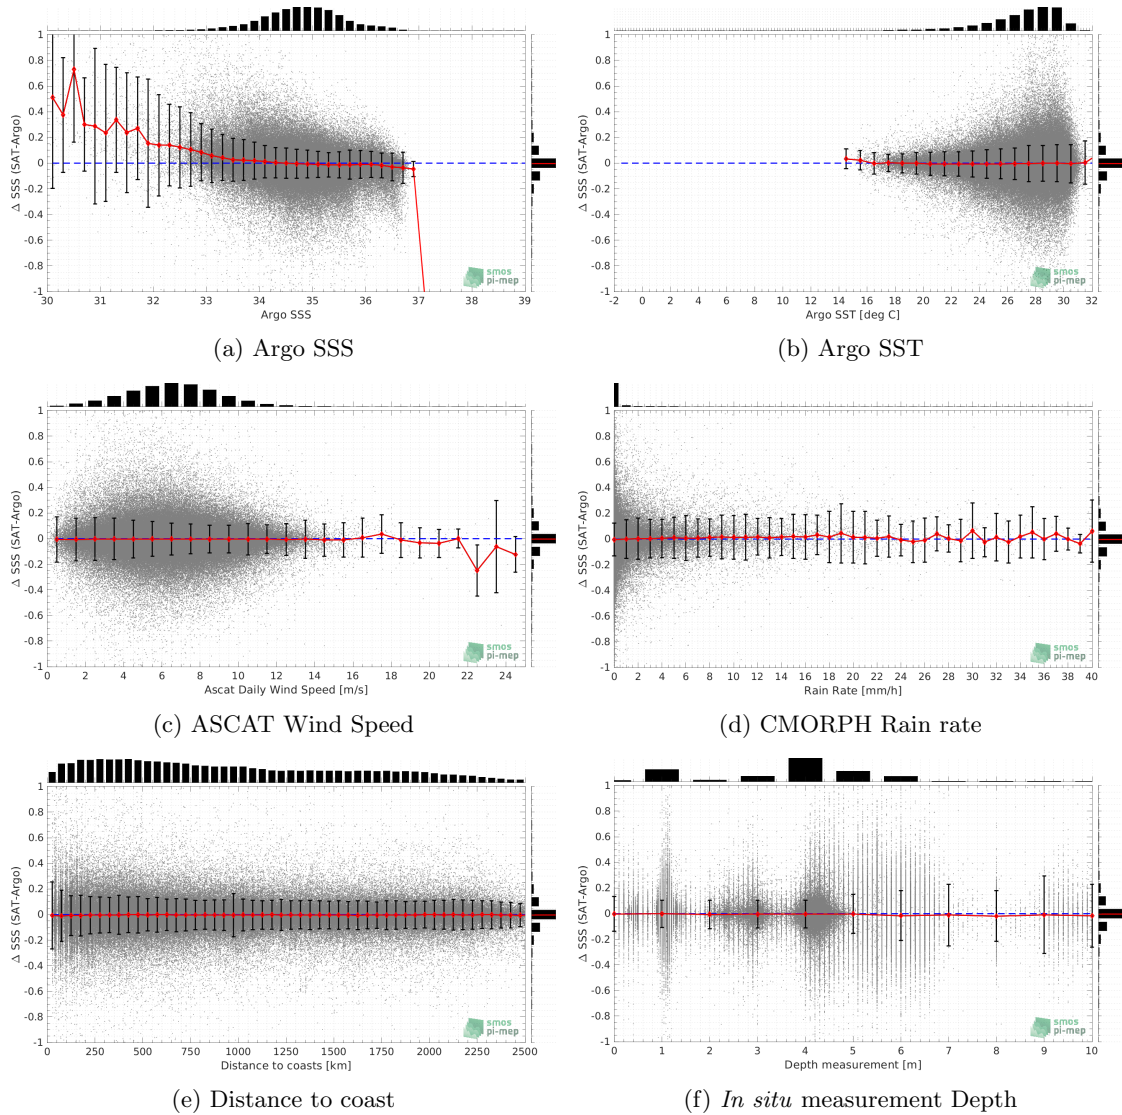 Δ SSS (SAT-Argo)
1
0.8
0.6
0.4
0.2
0
-0.2
-0.4
-0.6
-0.8
-1
30 31 32 33 34 35 36 37 38 39
Argo SSS
smos
pi-mep
(a) Argo SSS
Δ SSS (SAT-Argo)
1
0.8
0.6
0.4
0.2
0
-0.2
-0.4
-0.6
-0.8
-1
-2 0 2 4 6 8 10 12 14 16 18 20 22 24 26 28 30 32
Argo SST [deg C]
smos
pi-mep
(b) Argo SST
Δ SSS (SAT-Argo)
1
0.8
0.6
0.4
0.2
0
-0.2
-0.4
-0.6
-0.8
-1
0 2 4 6 8 10 12 14 16 18 20 22 24
Ascat Daily Wind Speed [m/s]
smos
pi-mep
(c) ASCAT Wind Speed
Δ SSS (SAT-Argo)
1
0.8
0.6
0.4
0.2
0
-0.2
-0.4
-0.6
-0.8
-1
0 2 4 6 8 10 12 14 16 18 20 22 24 26 28 30 32 34 36 38 40
Rain Rate [mm/h]
smos
pi-mep
(d) CMORPH Rain rate
Δ SSS (SAT-Argo)
1
0.8
0.6
0.4
0.2
0
-0.2
-0.4
-0.6
-0.8
-1
0 250 500 750 1000 1250 1500 1750 2000 2250 2500
Distance to coasts [km]
smos
pi-mep
(e) Distance to coast
Δ SSS (SAT-Argo)
1
0.8
0.6
0.4
0.2
0
-0.2
-0.4
-0.6
-0.8
-1
0 1 2 3 4 5 6 7 8 9 10
Depth measurement [m]
smos
pi-mep
(f) In situ measurement Depth